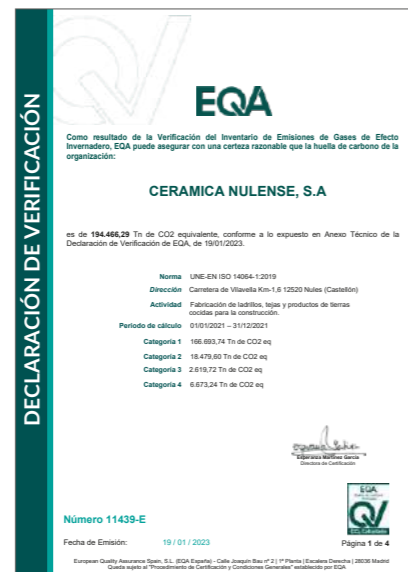 DECLARACIÓN DE VERIFICACIÓN
EQA
Como resultado de la Verificación del Inventario de Emisiones de Gases de Efecto
Invernadero, EQA puede asegurar con una certeza razonable que la huella de carbono de la
organización:
CERAMICA NULENSE, S.A
es de 194.466,29 Tn de CO2 equivalente, conforme a lo expuesto en Anexo Técnico de la
Declaración de Verificación de EQA, de 19/01/2023.
Norma UNE-EN ISO 14064-1:2019
Dirección Carretera de Vilavella Km-1,6 12520 Nules (Castellón)
Actividad Fabricación de ladrillos, tejas y productos de tierras
cocidas para la construcción.
Periodo de cálculo 01/01/2021 – 31/12/2021
Categoría 1 166.693,74 Tn de CO2 eq
Categoría 2 18.479,60 Tn de CO2 eq
Categoría 3 2.619,72 Tn de CO2 eq
Categoría 4 6.673,24 Tn de CO2 eq
Esperanza Martínez García
Directora de Certificación
EQA
Número 11439-E
Fecha de Emisión: 19 / 01 / 2023
Página 1 de 4
European Quality Assurance Spain, S.L. (EQA España) - Calle Joaquín Bau nº 2 | 1ª Planta | Escalera Derecha | 28036 Madrid
Queda sujeto al "Procedimiento de Certificación y Condiciones Generales" establecido por EQA